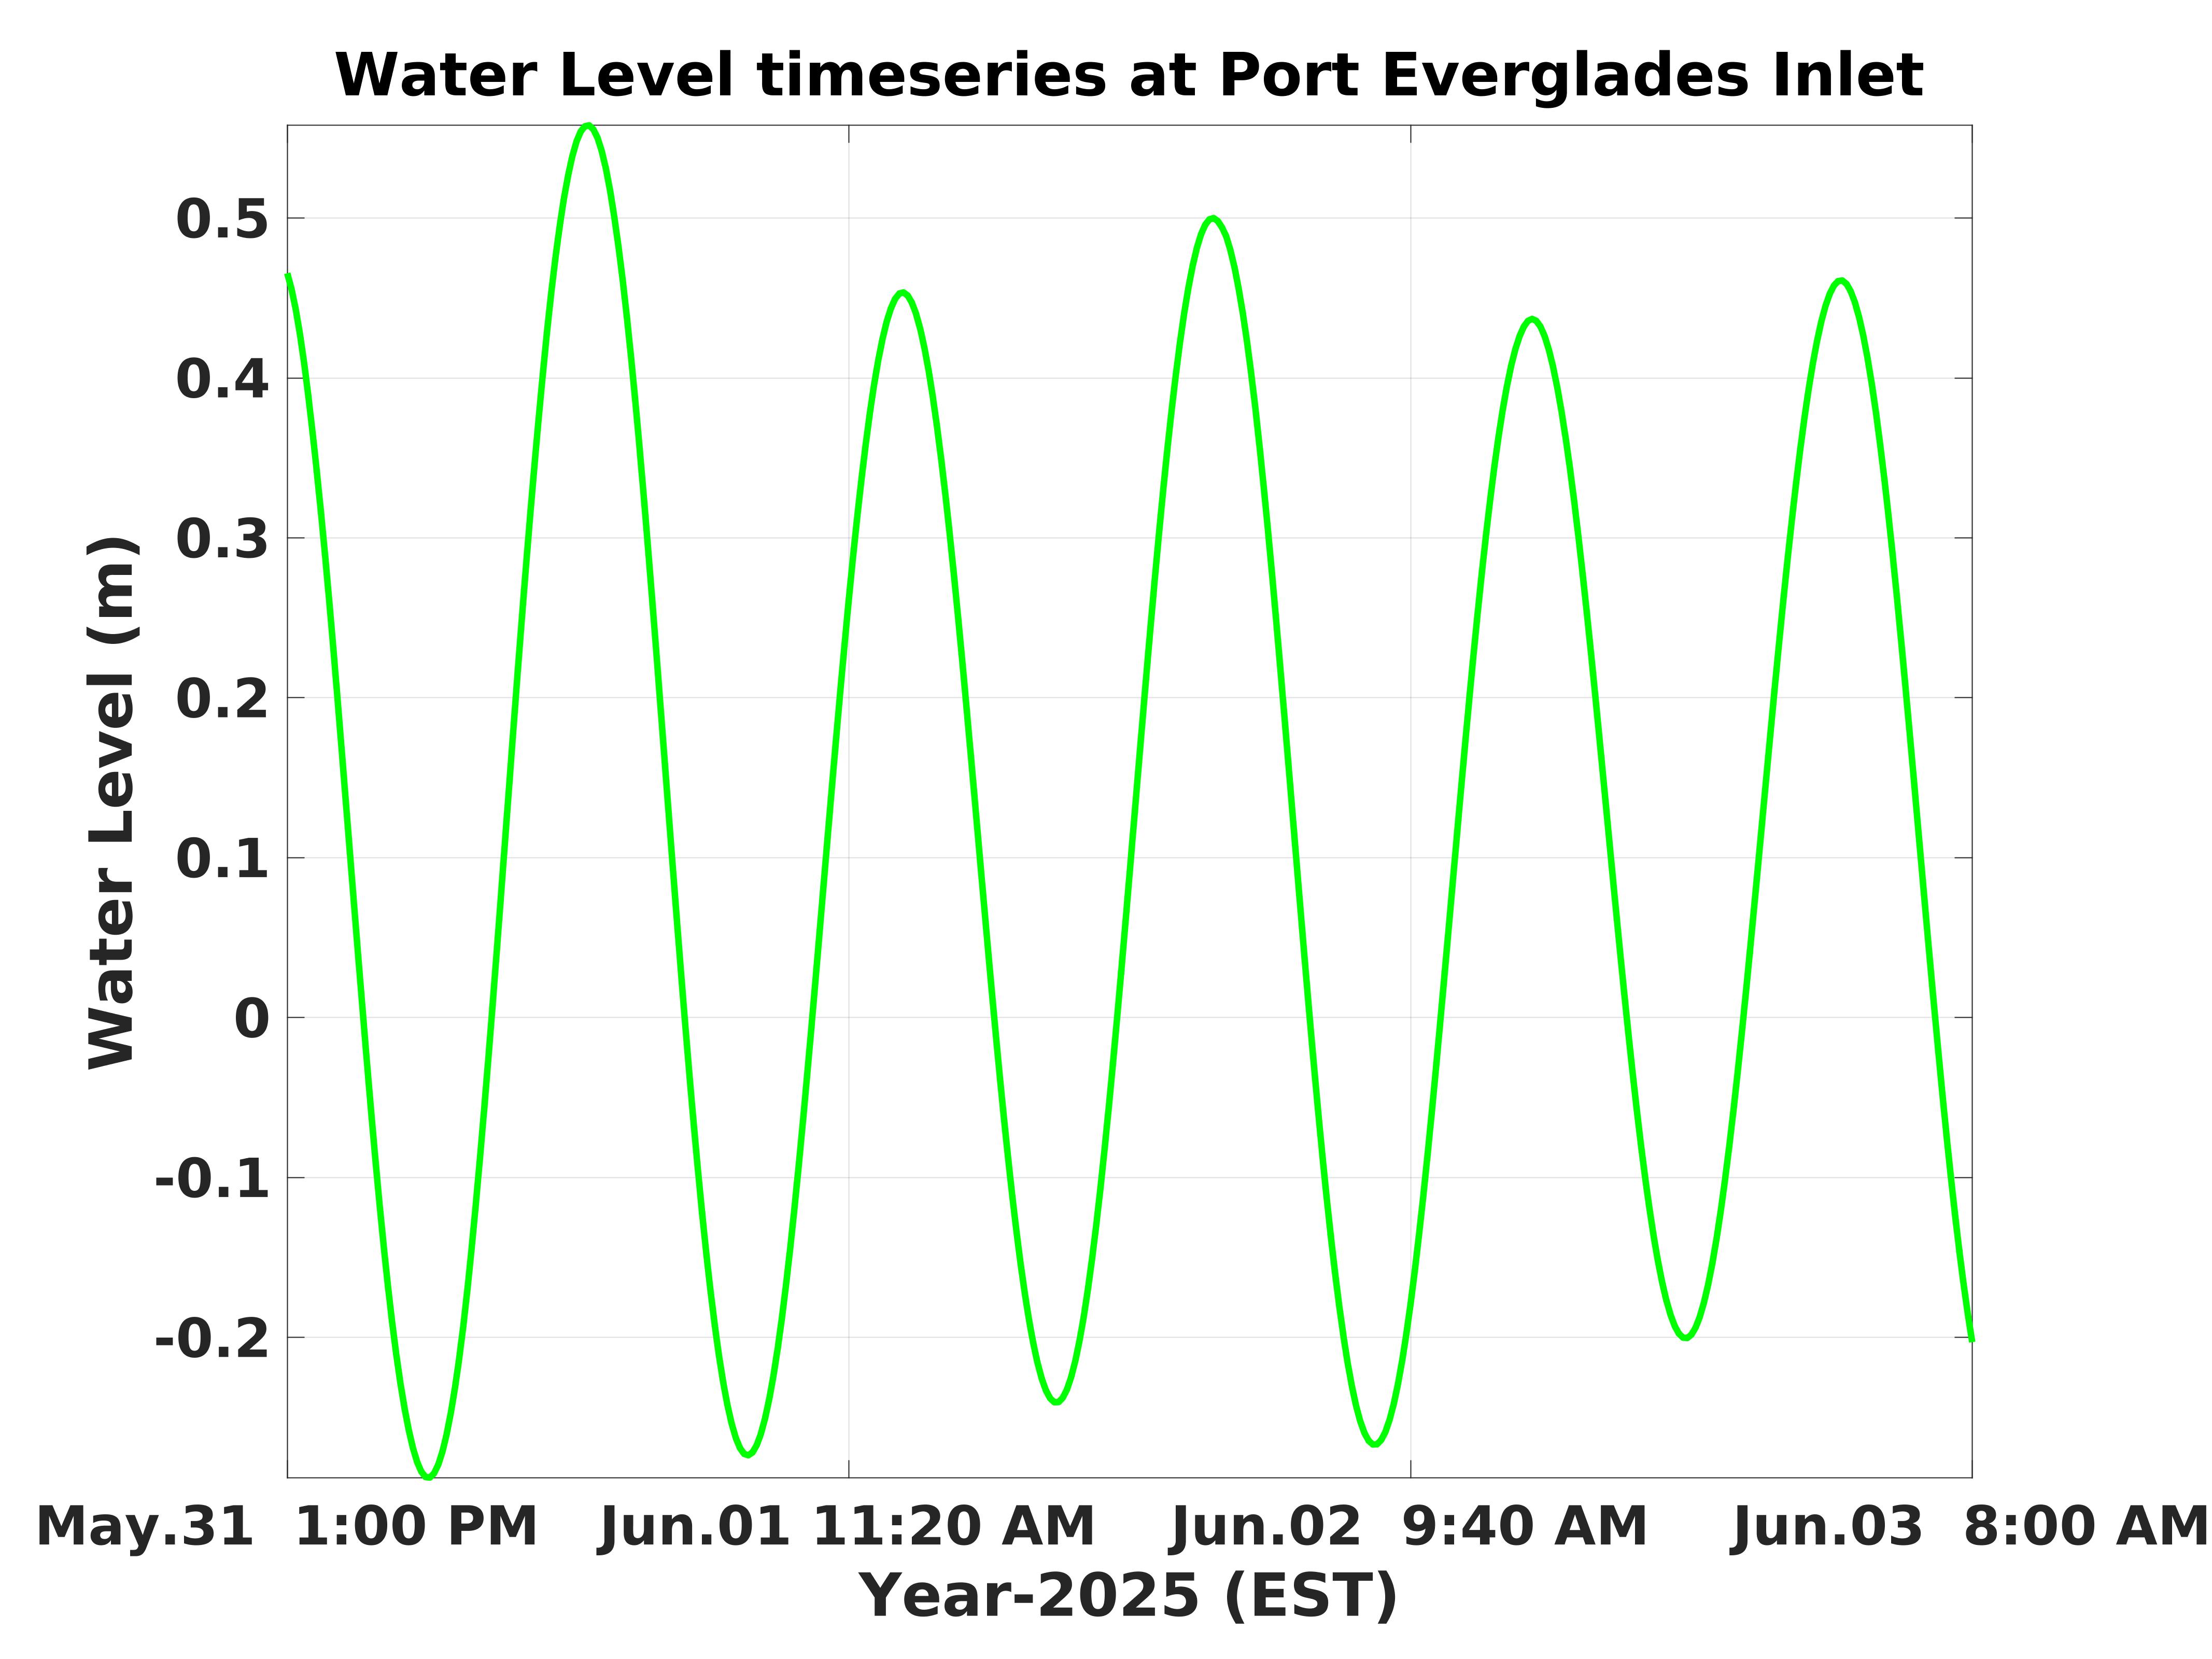 Water Level timeseries at Port Everglades Inlet
0.5
0.4
0.3
0.2
0.1
0
-0.1
-0.2
Water Level (m)
May.31 1:00 PM
Jun.01 11:20 AM
Jun.02 9:40 AM
Jun.03 8:00 AM
Year-2025 (EST)